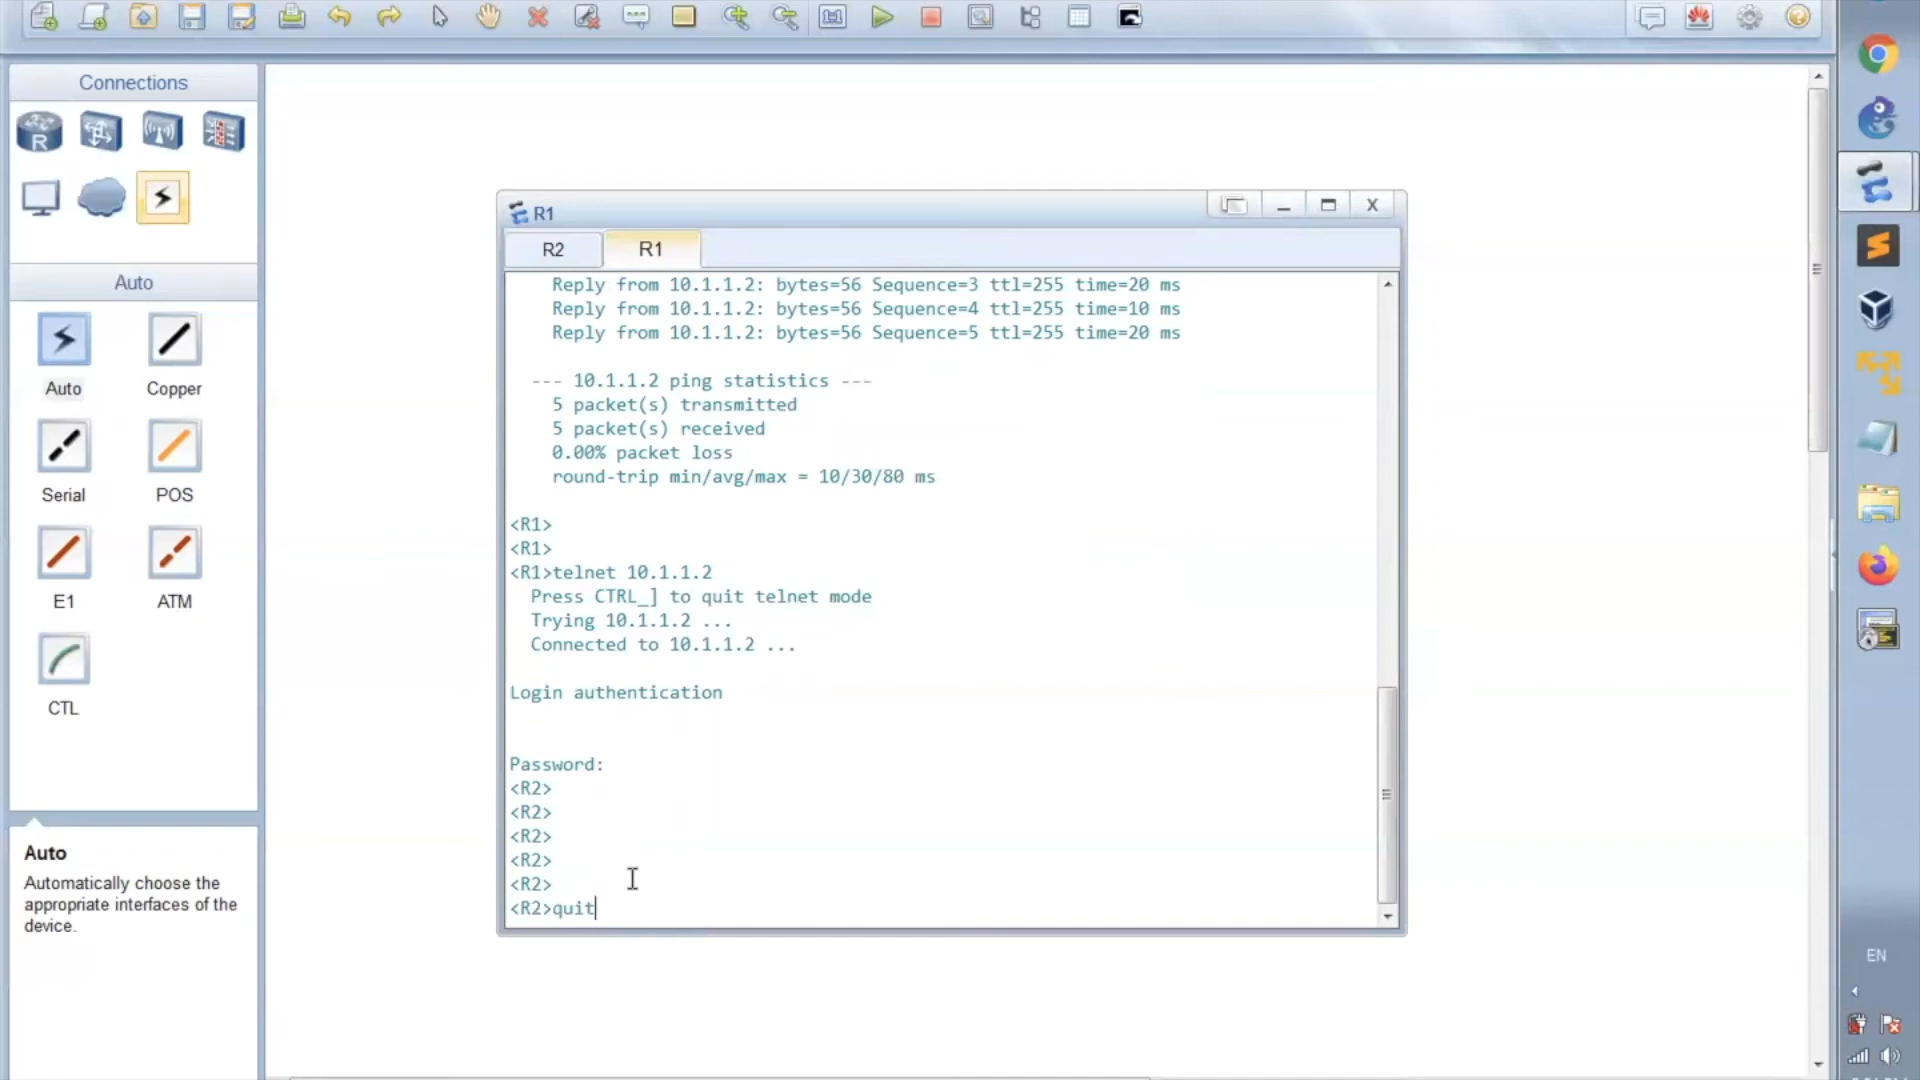 Connections
Auto
Auto
Copper
Serial
POS
E1
ATM
CTL
Auto
Automatically choose the
appropriate interfaces of the
device.
R1
R2
R1
Reply from 10.1.1.2: bytes=56 Sequence=3 ttl=255 time=20 ms
Reply from 10.1.1.2: bytes=56 Sequence=4 ttl=255 time=10 ms
Reply from 10.1.1.2: bytes=56 Sequence=5 ttl=255 time=20 ms
--- 10.1.1.2 ping statistics ---
5 packet(s) transmitted
5 packet(s) received
0.00% packet loss
round-trip min/avg/max = 10/30/80 ms
<R1>
<R1>
<R1>telnet 10.1.1.2
Press CTRL_] to quit telnet mode
Trying 10.1.1.2 ...
Connected to 10.1.1.2 ...
Login authentication
Password:
<R2>
<R2>
<R2>
<R2>
<R2>
<R2>quit
EN